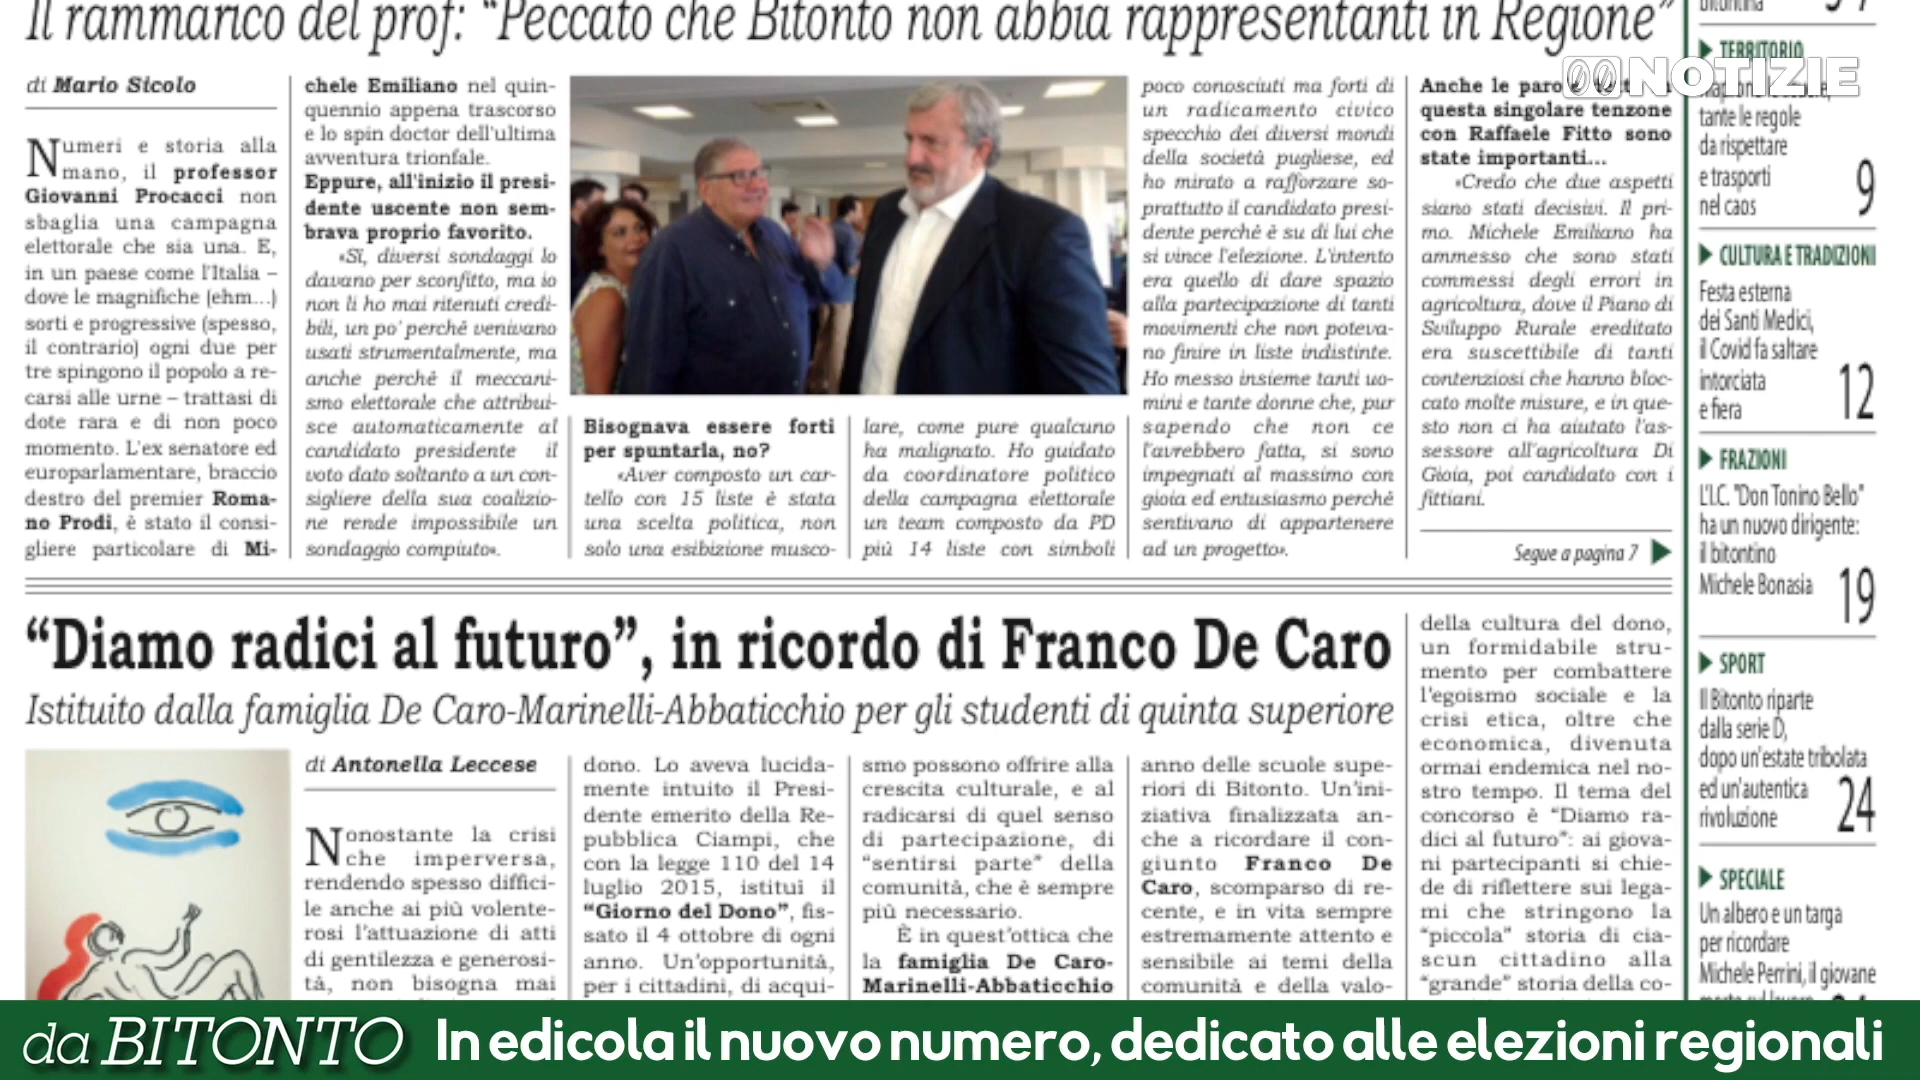 Il rammarico del prof: “Peccato che Bitonto non abbia rappresentanti in Regione”
di Mario Sicolo
Numeri e storia alla
mano, il professor
Giovanni Procacci non
sbaglia una campagna
elettorale che sia una. E,
in un paese come l'Italia –
dove le magnifiche (ehm...)
sorti e progressive (spesso,
il contrario) ogni due per
tre spingono il popolo a re-
carsi alle urne – trattasi di
dote rara e di non poco
momento. L'ex senatore ed
europarlamentare, braccio
destro del premier Roma-
no Prodi, è stato il consi-
gliere particolare di Mi-
chele Emiliano nel quin-
quennio appena trascorso
e lo spin doctor dell'ultima
avventura trionfale.
Eppure, all'inizio il presi-
dente uscente non sem-
brava proprio favorito.
«Sì, diversi sondaggi lo
davano per sconfitto, ma io
non li ho mai ritenuti credi-
bili, un po' perché venivano
usati strumentalmente, ma
anche perché il meccani-
smo elettorale che attribui-
sce automaticamente al
candidato presidente il
voto dato soltanto a un con-
sigliere della sua coalizio-
ne rende impossibile un
sondaggio compiuto».
Bisognava essere forti
per spuntarla, no?
«Aver composto un car-
tello con 15 liste è stata
una scelta politica, non
solo una esibizione musco-
lare, come pure qualcuno
ha malignato. Ho guidato
da coordinatore politico
della campagna elettorale
un team composto da PD
più 14 liste con simboli
poco conosciuti ma forti di
un radicamento civico
specchio dei diversi mondi
della società pugliese, ed
ho mirato a rafforzare so-
prattutto il candidato presi-
dente perché è su di lui che
si vince l'elezione. L'intento
era quello di dare spazio
alla partecipazione di tanti
movimenti che non poteva-
no finire in liste indistinte.
Ho messo insieme tanti uo-
mini e tante donne che, pur
sapendo che non ce
l'avrebbero fatta, si sono
impegnati al massimo con
gioia ed entusiasmo perché
sentivano di appartenere
ad un progetto».
Anche le paro
questa singolare tenzone
con Raffaele Fitto sono
state importanti...
«Credo che due aspetti
siano stati decisivi. Il pri-
mo. Michele Emiliano ha
ammesso che sono stati
commessi degli errori in
agricoltura, dove il Piano di
Sviluppo Rurale ereditato
era suscettibile di tanti
contenziosi che hanno bloc-
cato molte misure, e in que-
sto non ci ha aiutato l'as-
sessore all'agricoltura Di
Gioia, poi candidato con i
fittiani.
Segue a pagina 7
“Diamo radici al futuro”, in ricordo di Franco De Caro
Istituito dalla famiglia De Caro-Marinelli-Abbaticchio per gli studenti di quinta superiore
di Antonella Leccese
Nonostante la crisi
che imperversa,
rendendo spesso diffici-
le anche ai più volente-
rosi l'attuazione di atti
di gentilezza e generosi-
tà, non bisogna mai
dono. Lo aveva lucida-
mente intuito il Presi-
dente emerito della Re-
pubblica Ciampi, che
con la legge 110 del 14
luglio 2015, istituì il
“Giorno del Dono”, fis-
sato il 4 ottobre di ogni
anno. Un'opportunità,
per i cittadini, di acqui-
smo possono offrire alla
crescita culturale, e al
radicarsi di quel senso
di partecipazione, di
“sentirsi parte” della
comunità, che è sempre
più necessario.
È in quest'ottica che
la famiglia De Caro-
Marinelli-Abbaticchio
anno delle scuole supe-
riori di Bitonto. Un'ini-
ziativa finalizzata an-
che a ricordare il con-
giunto Franco De
Caro, scomparso di re-
cente, e in vita sempre
estremamente attento e
sensibile ai temi della
comunità e della valo-
della cultura del dono,
un formidabile stru-
mento per combattere
l'egoismo sociale e la
crisi etica, oltre che
economica, divenuta
ormai endemica nel no-
stro tempo. Il tema del
concorso è “Diamo ra-
dici al futuro”: ai giova-
ni partecipanti si chie-
de di riflettere sui lega-
mi che stringono la
“piccola” storia di cia-
scun cittadino alla
“grande” storia della co-
bitontina
TERRITORIO
tante le regole
da rispettare
e trasporti
nel caos
9
CULTURA E TRADIZIONI
Festa esterna
dei Santi Medici,
il Covid fa saltare
intorciata
e fiera
12
FRAZIONI
L'I.C. "Don Tonino Bello"
ha un nuovo dirigente:
il bitontino
Michele Bonasia
19
SPORT
Il Bitonto riparte
dalla serie D,
dopo un'estate tribolata
ed un'autentica
rivoluzione
24
SPECIALE
Un albero e un targa
per ricordare
Michele Perrini, il giovane
00 NOTIZIE
da BITONTO
In edicola il nuovo numero, dedicato alle elezioni regionali